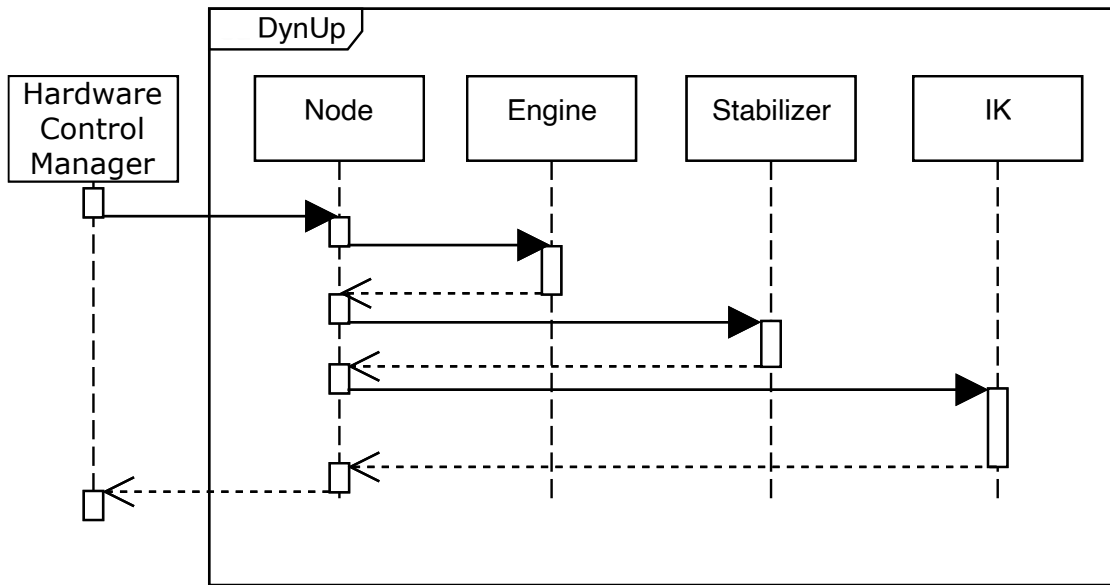 DynUp
Hardware
Control
Manager
Node
Engine
Stabilizer
IK